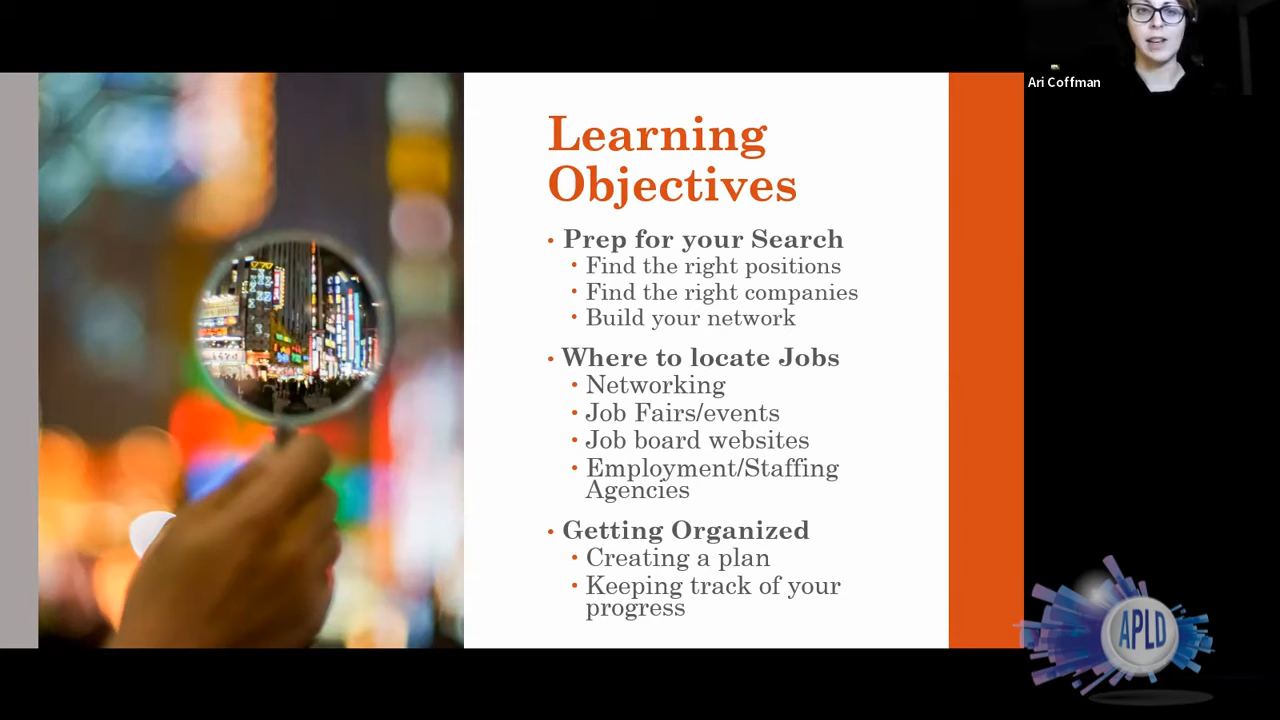 Ari Coffman
Learning
Objectives
• Prep for your Search
• Find the right positions
• Find the right companies
• Build your network
• Where to locate Jobs
• Networking
• Job Fairs/events
• Job board websites
• Employment/Staffing
Agencies
• Getting Organized
• Creating a plan
• Keeping track of your
progress
APLD